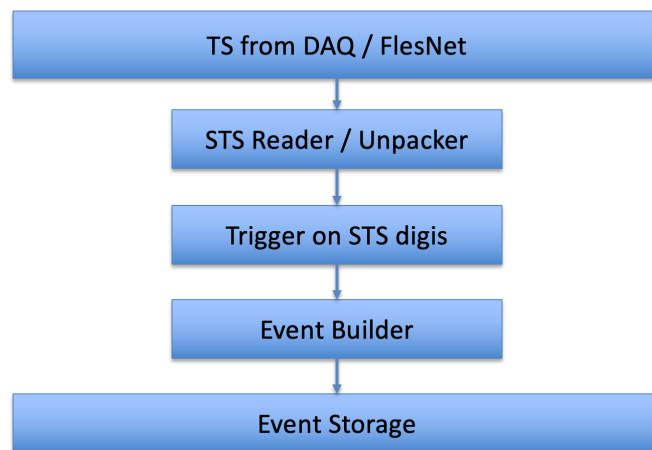 TS from DAQ / FlesNet
STS Reader / Unpacker
Trigger on STS digis
Event Builder
Event Storage